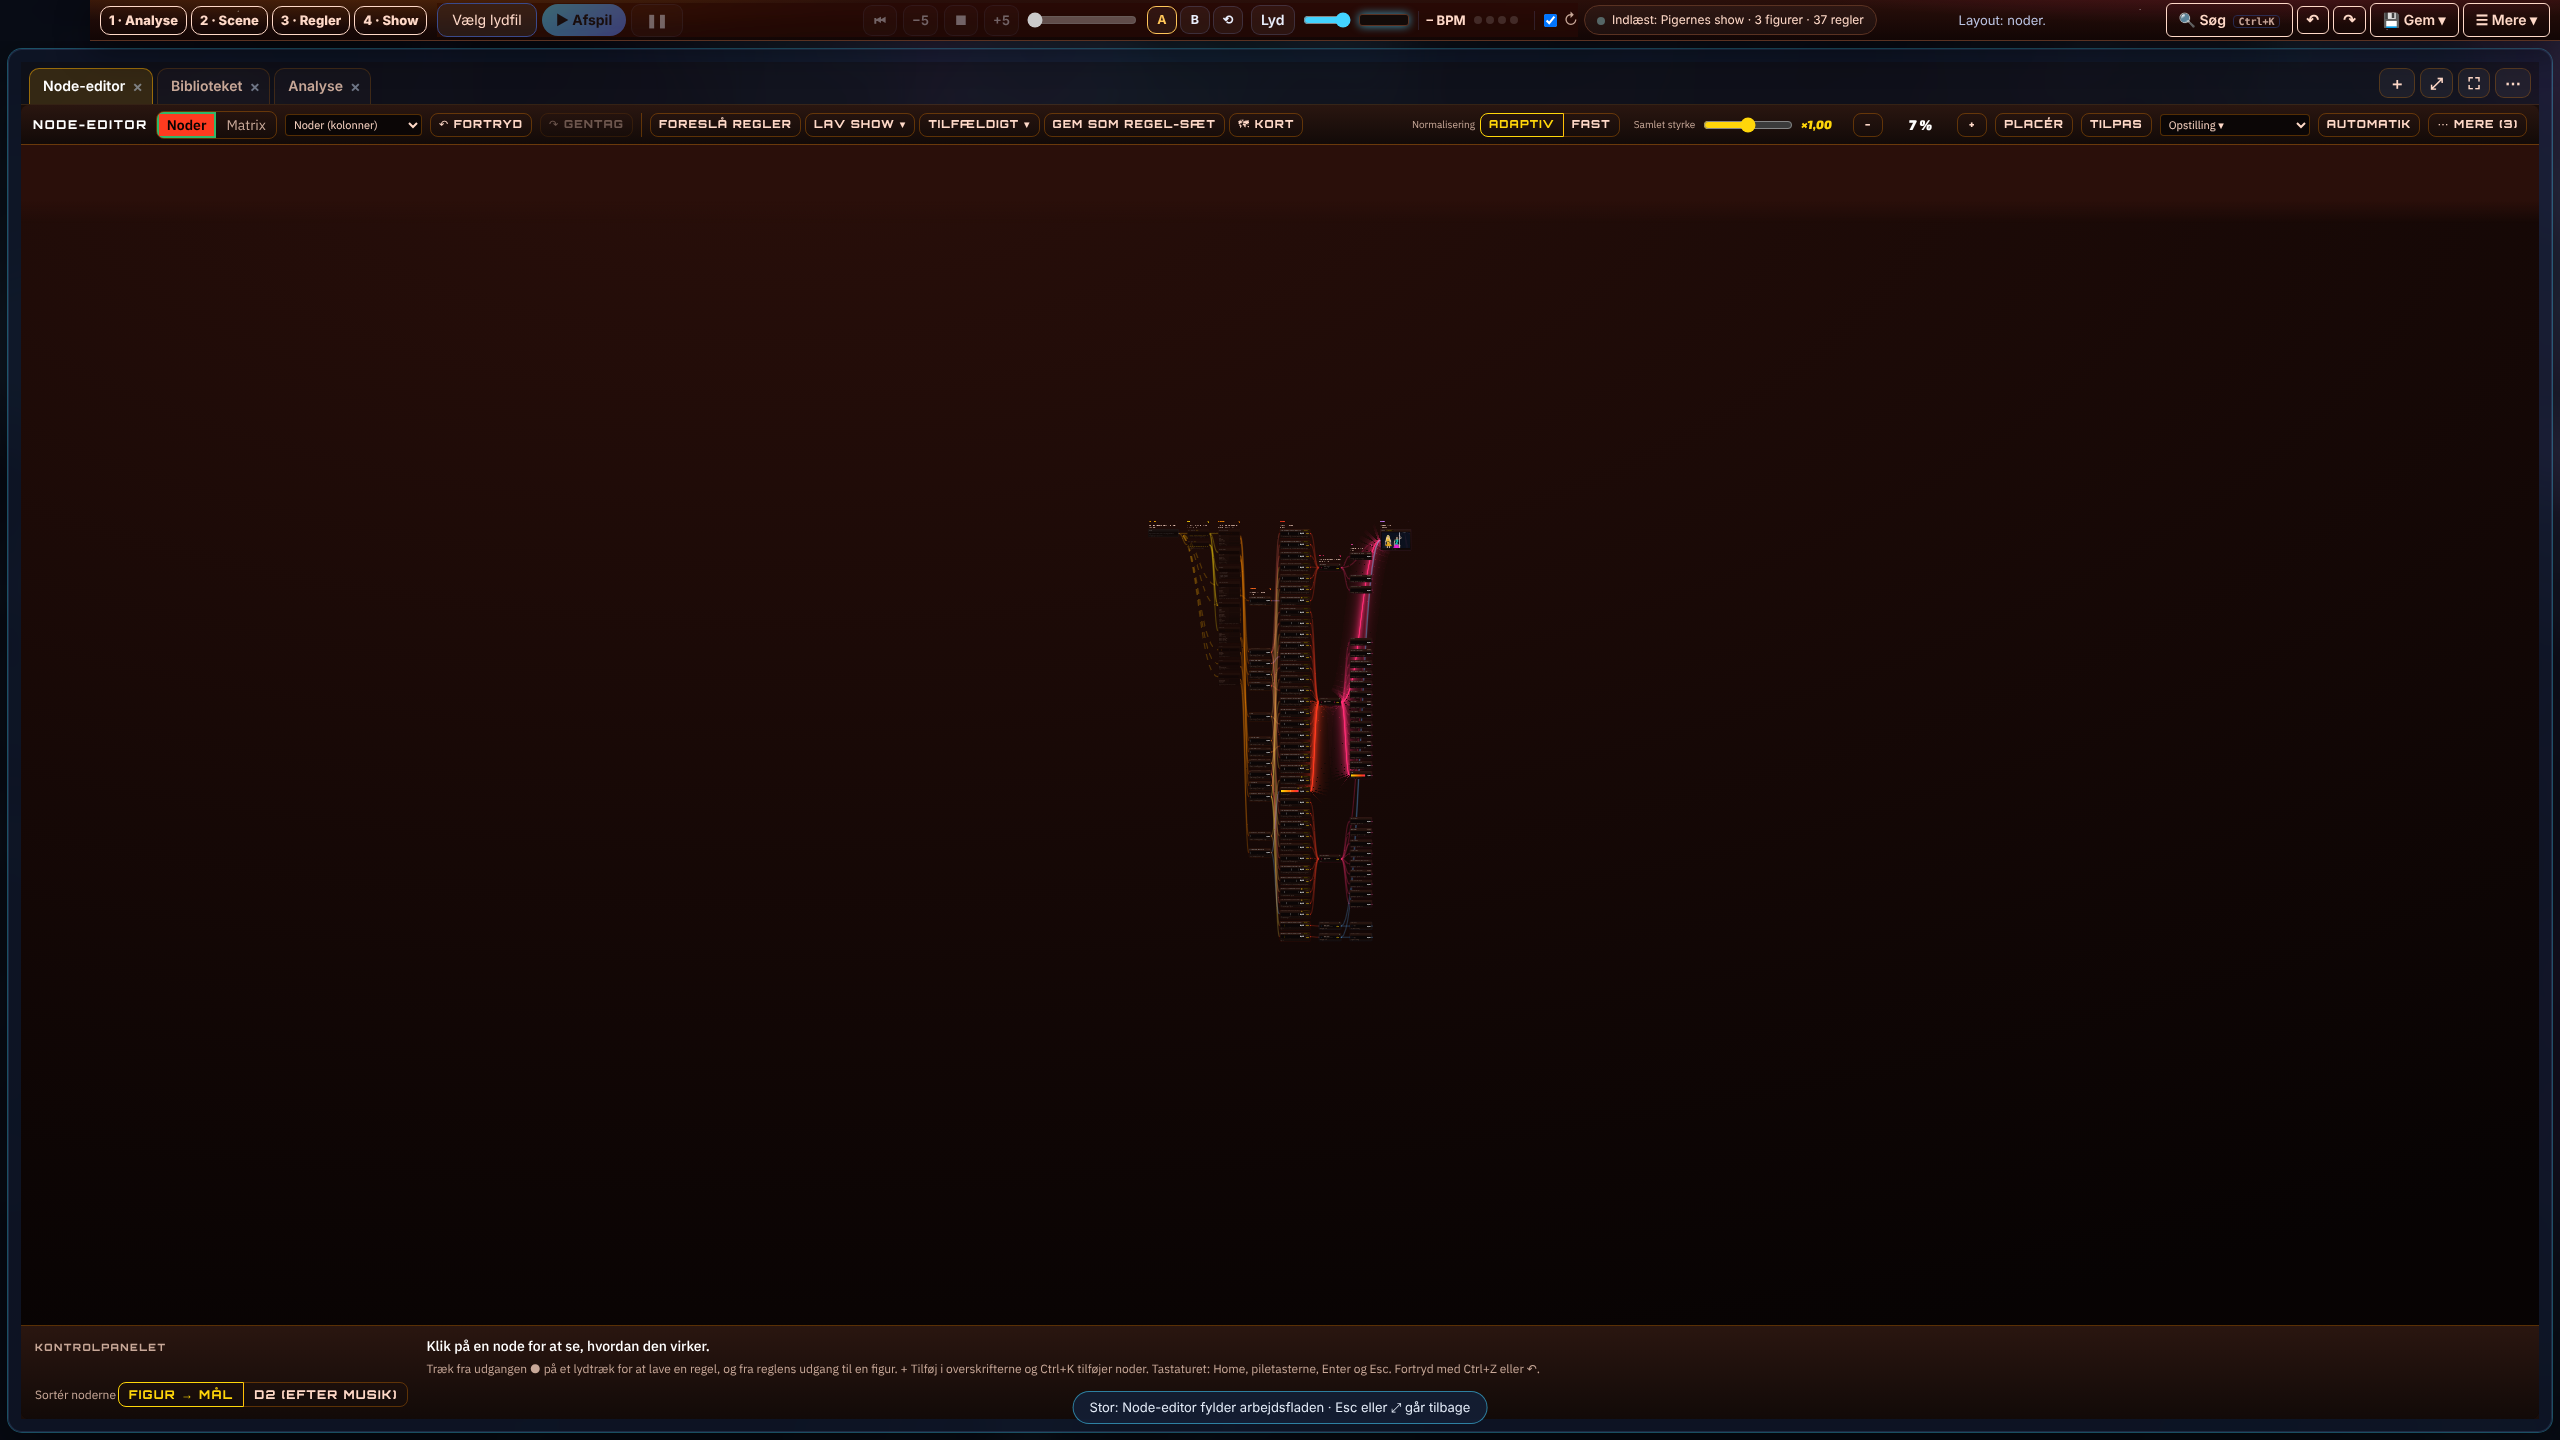 1 · Analyse 2 · Scene 3 · Regler 4 · Show Vælg lydfil ▶ Afspil ❚❚ ⏮ −5 ■ +5 A B ⟲ Lyd – BPM ↻ Indlæst: Pigernes show · 3 figurer · 37 regler Layout: noder. 🔍 Søg Ctrl+K ↶ ↷ 💾 Gem ▾ ☰ Mere ▾
Node-editor × Biblioteket × Analyse × + ⤢ ⛶ ⋯
NODE-EDITOR Noder Matrix Noder (kolonner) ↶ FORTRYD ↷ GENTAG FORESLÅ REGLER LAV SHOW ▾ TILFÆLDIGT ▾ GEM SOM REGEL-SÆT 🗺 KORT Normalisering ADAPTIV FAST Samlet styrke ×1,00 − 7 % + PLACÉR TILPAS Opstilling ▾ AUTOMATIK ⋯ MERE (3)
KONTROLPANELET
Klik på en node for at se, hvordan den virker.
Træk fra udgangen ● på et lydtræk for at lave en regel, og fra reglens udgang til en figur. + Tilføj i overskrifterne og Ctrl+K tilføjer noder. Tastaturet: Home, piletasterne, Enter og Esc. Fortryd med Ctrl+Z eller ↶.
Sortér noderne FIGUR → MÅL D2 (EFTER MUSIK)
Stor: Node-editor fylder arbejdsfladen · Esc eller ⤢ går tilbage